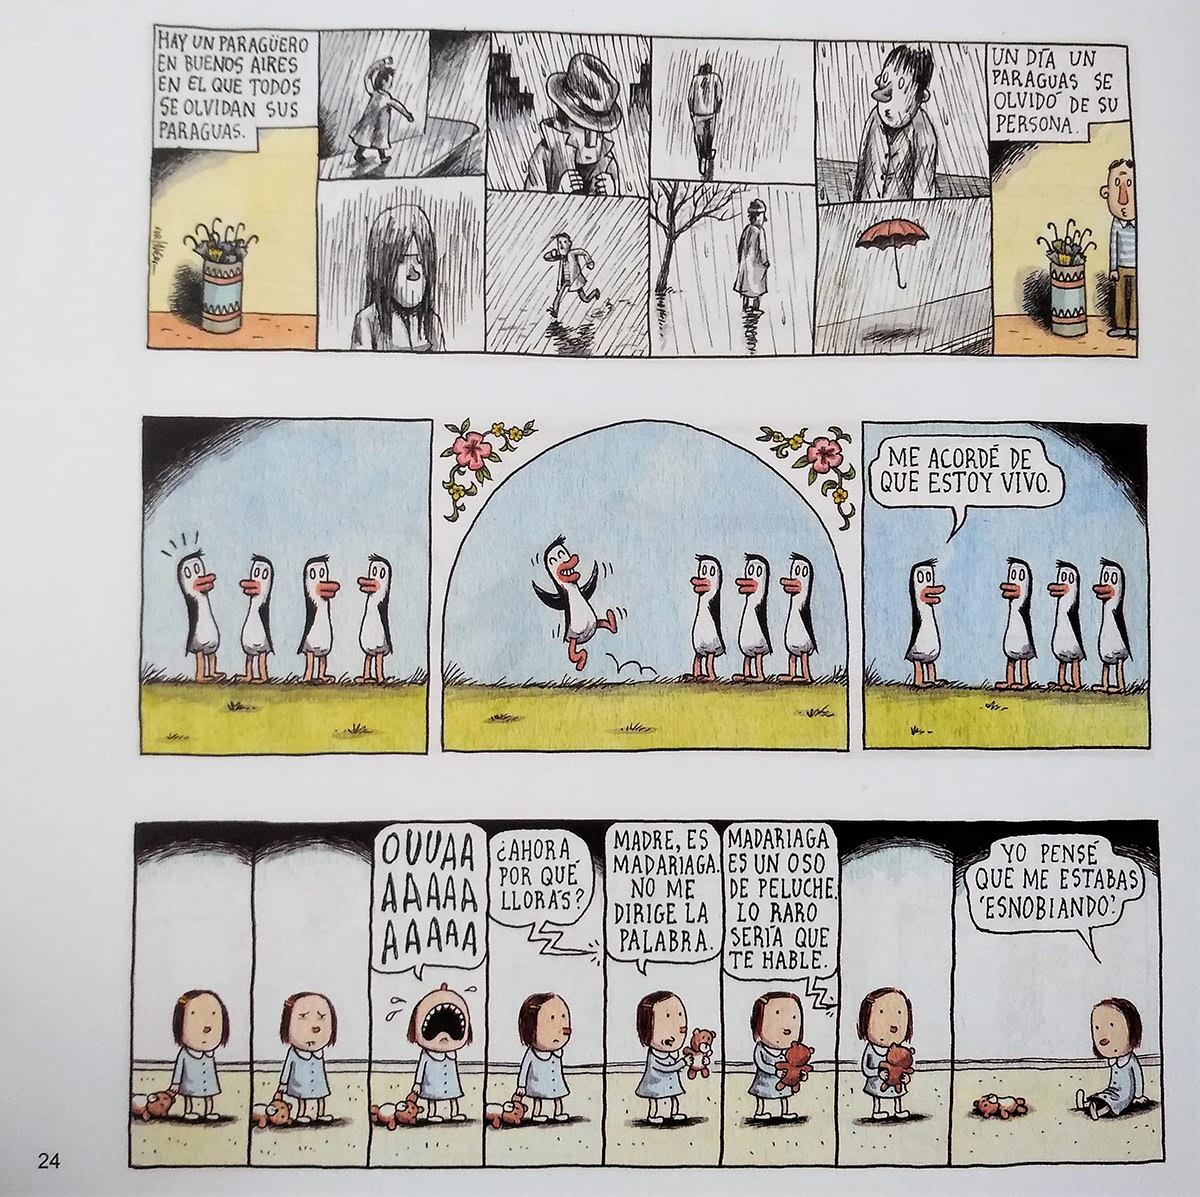 HAY UN PARAGÜERO
EN BUENOS AIRES
EN EL QUE TODOS
SE OLVIDAN SUS
PARAGUAS.
UN DÍA UN
PARAGUAS SE
OLVIDÓ DE SU
PERSONA.
ME ACORDÉ DE
QUE ESTOY VIVO.
OUUAA
AAAAA
AAAAA
¿AHORA
POR QUÉ
LLORÁS?
MADRE, ES
MADARIAGA.
NO ME
DIRIGE LA
PALABRA.
MADARIAGA
ES UN OSO
DE PELUCHE.
LO RARO
SERÍA QUE
TE HABLE.
YO PENSÉ
QUE ME ESTABAS
'ESNOBIANDO'.
24